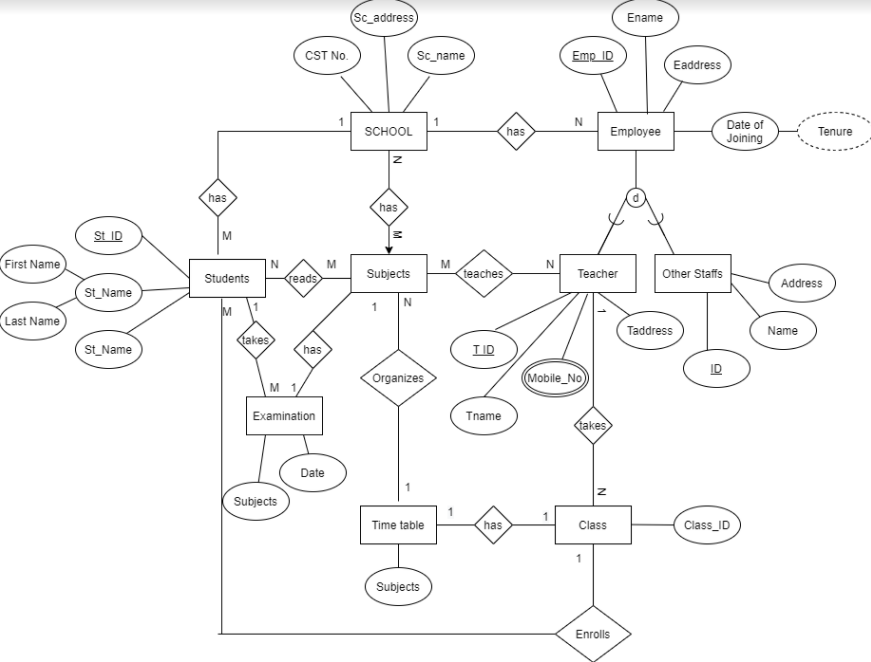 Sc_address
Ename
CST No.
Sc_name
Emp_ID
Eaddress
1
SCHOOL
1
has
N
Employee
Date of
Joining
Tenure
N
has
has
d
M
M
St_ID
First Name
St_Name
Last Name
St_Name
Students
N
reads
M
Subjects
M
teaches
N
Teacher
Other Staffs
Address
Name
ID
M
1
takes
has
1
N
1
Taddress
T ID
Mobile_No
Tname
Organizes
M
1
Examination
takes
Date
Subjects
1
N
Time table
1
has
1
Class
Class_ID
1
Subjects
Enrolls